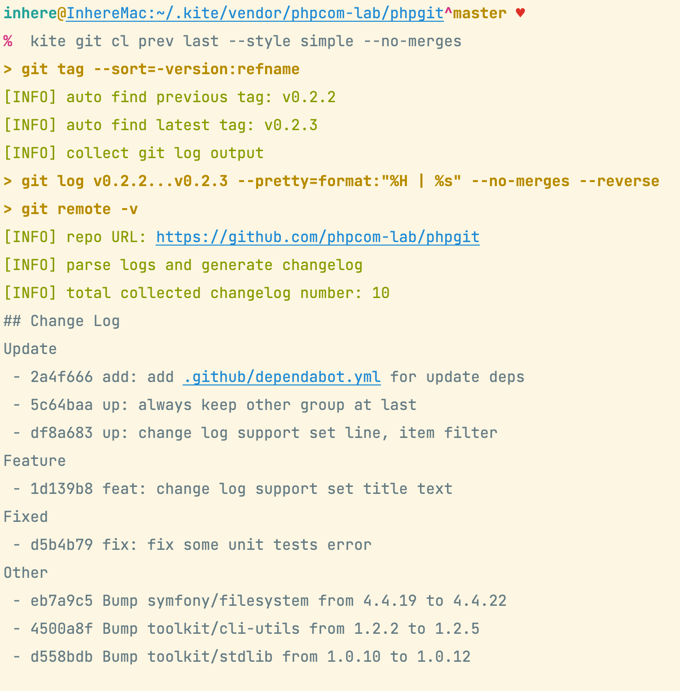 inhere@InhereMac:~/.kite/vendor/phpcom-lab/phpgit^master ♥
%  kite git cl prev last --style simple --no-merges
> git tag --sort=-version:refname
[INFO] auto find previous tag: v0.2.2
[INFO] auto find latest tag: v0.2.3
[INFO] collect git log output
> git log v0.2.2...v0.2.3 --pretty=format:"%H | %s" --no-merges --reverse
> git remote -v
[INFO] repo URL: https://github.com/phpcom-lab/phpgit
[INFO] parse logs and generate changelog
[INFO] total collected changelog number: 10
## Change Log
Update
 - 2a4f666 add: add .github/dependabot.yml for update deps
 - 5c64baa up: always keep other group at last
 - df8a683 up: change log support set line, item filter
Feature
 - 1d139b8 feat: change log support set title text
Fixed
 - d5b4b79 fix: fix some unit tests error
Other
 - eb7a9c5 Bump symfony/filesystem from 4.4.19 to 4.4.22
 - 4500a8f Bump toolkit/cli-utils from 1.2.2 to 1.2.5
 - d558bdb Bump toolkit/stdlib from 1.0.10 to 1.0.12